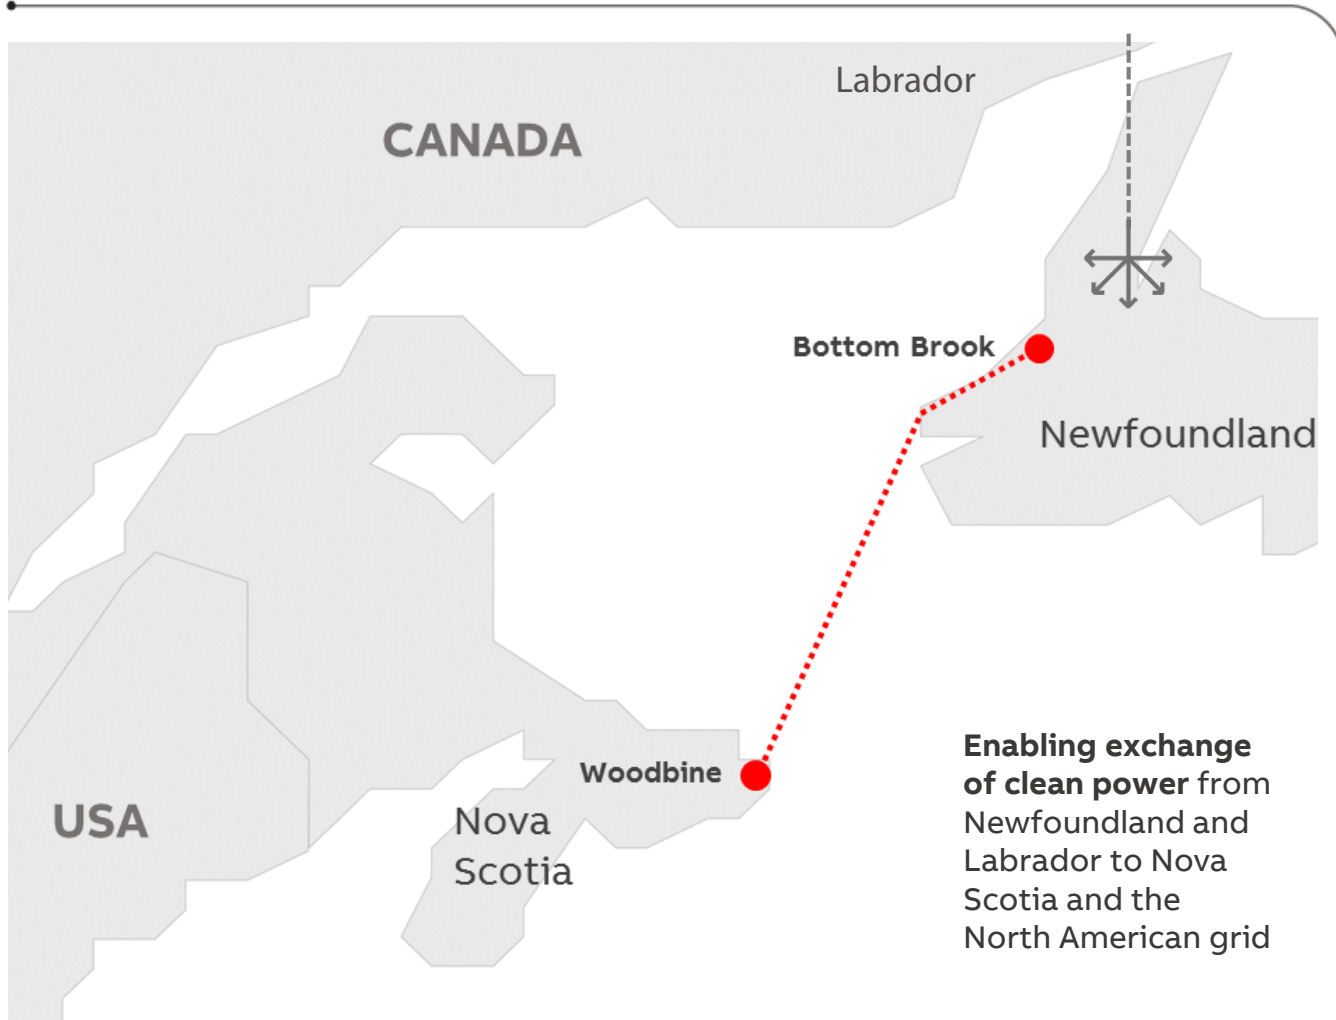 Labrador
CANADA
Bottom Brook
Newfoundland
Enabling exchange
of clean power from
Newfoundland and
Labrador to Nova
Scotia and the
North American grid
Woodbine
USA
Nova
Scotia